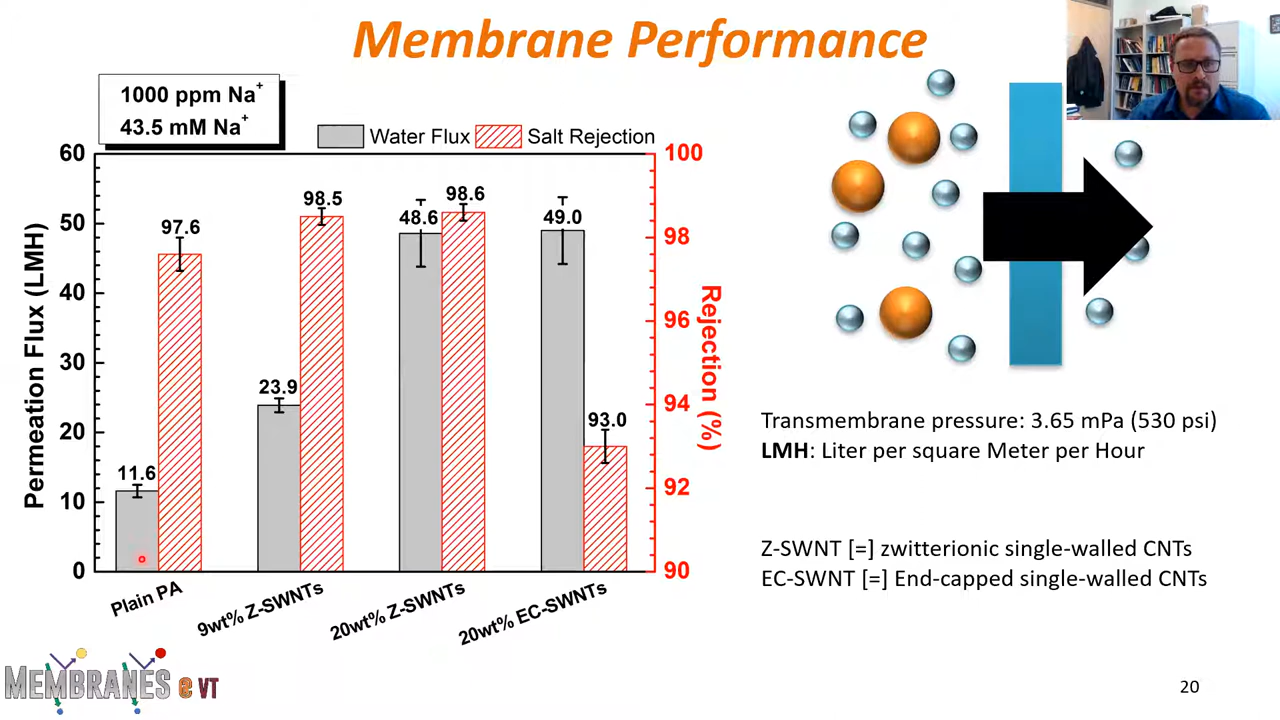 Membrane Performance
1000 ppm Na+
43.5 mM Na+
Water Flux
Salt Rejection
60
50
40
30
20
10
0
Permeation Flux (LMH)
100
98
96
94
92
90
Rejection (%)
11.6
97.6
23.9
98.5
48.6
98.6
49.0
93.0
Plain PA
9wt% Z-SWNTs
20wt% Z-SWNTs
20wt% EC-SWNTs
Transmembrane pressure: 3.65 mPa (530 psi)
LMH: Liter per square Meter per Hour
Z-SWNT [=] zwitterionic single-walled CNTs
EC-SWNT [=] End-capped single-walled CNTs
MEMBRANES @ VT
20